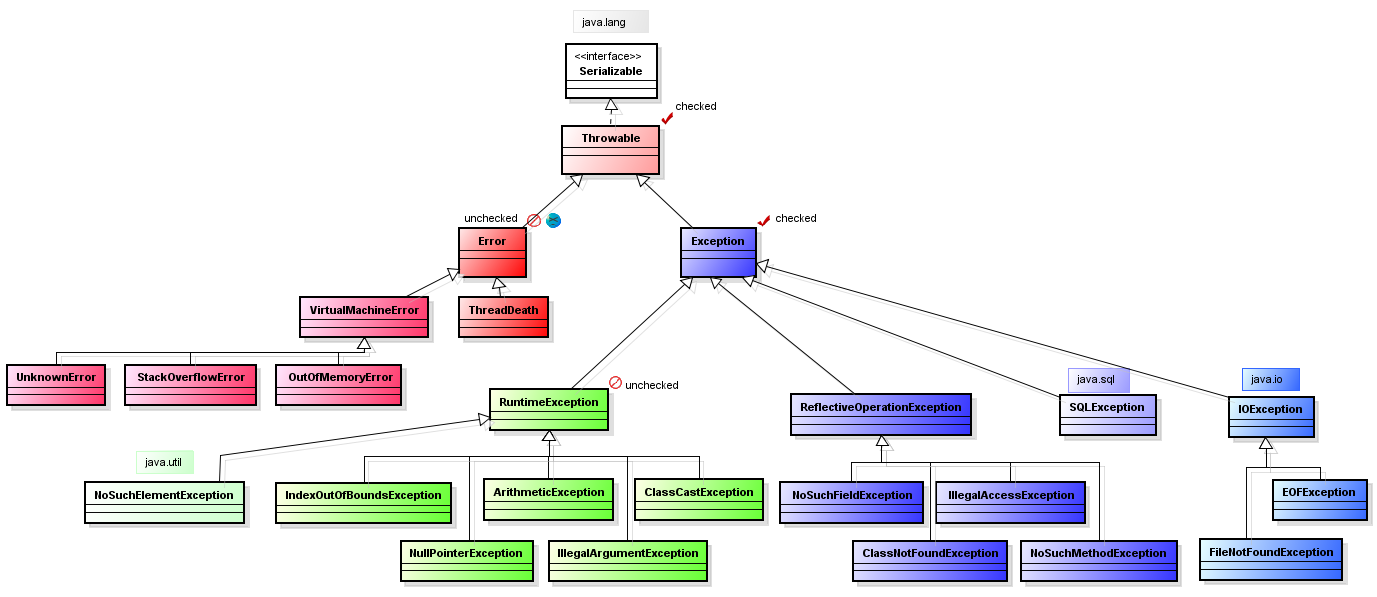 java.lang
<<interface>>
Serializable
checked
Throwable
unchecked
checked
Error
Exception
VirtualMachineError
ThreadDeath
UnknownError
StackOverflowError
OutOfMemoryError
unchecked
java.sql
java.io
RuntimeException
ReflectiveOperationException
SQLException
IOException
java.util
NoSuchElementException
IndexOutOfBoundsException
ArithmeticException
ClassCastException
NoSuchFieldException
IllegalAccessException
EOFException
NullPointerException
IllegalArgumentException
ClassNotFoundException
NoSuchMethodException
FileNotFoundException